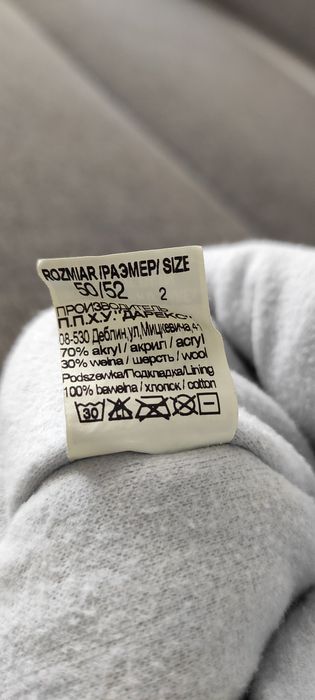 ROZMIAR /РАЗМЕР/ SIZE
50/52 2
ПРОИЗВОДИТЕЛЬ
П.П.Х.У. "ДАРЕКС"
08-530 Деблин,ул.Мицкевича,41
70% akryl / акрил / acryl
30% wełna / шерсть / wool
Podszewka/Подкладка/Lining
100% bawełna / хлопок / cotton
30